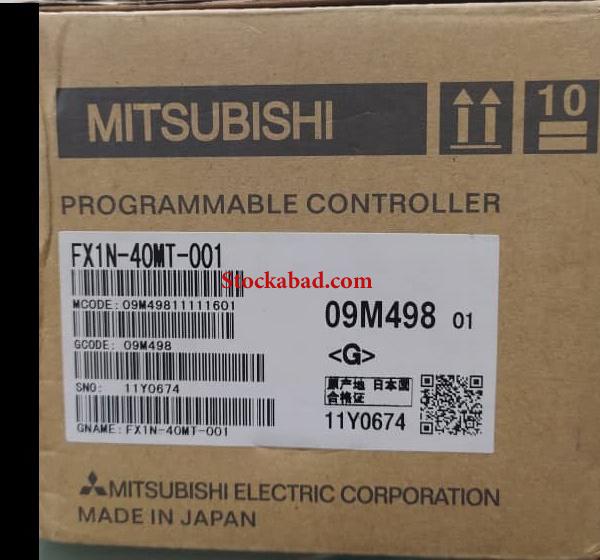 MITSUBISHI
10
PROGRAMMABLE CONTROLLER
FX1N-40MT-001
Stockabad.com
MCODE: 09M49811111601
GCODE: 09M498
SNO: 11Y0674
GNAME:FX1N-40MT-001
09M498 01
<G>
原产地 日本国
合格证
11Y0674
MITSUBISHI ELECTRIC CORPORATION
MADE IN JAPAN